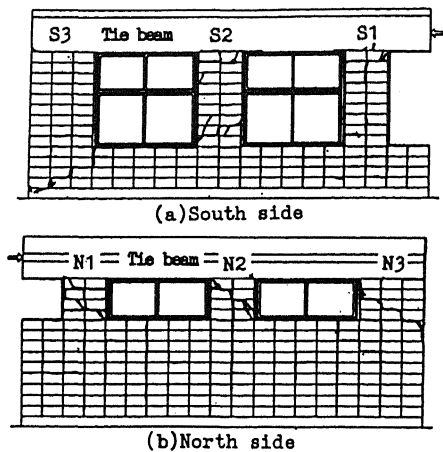 S3 Tie beam S2 S1
(a)South side
N1 Tie beam N2 N3
(b)North side